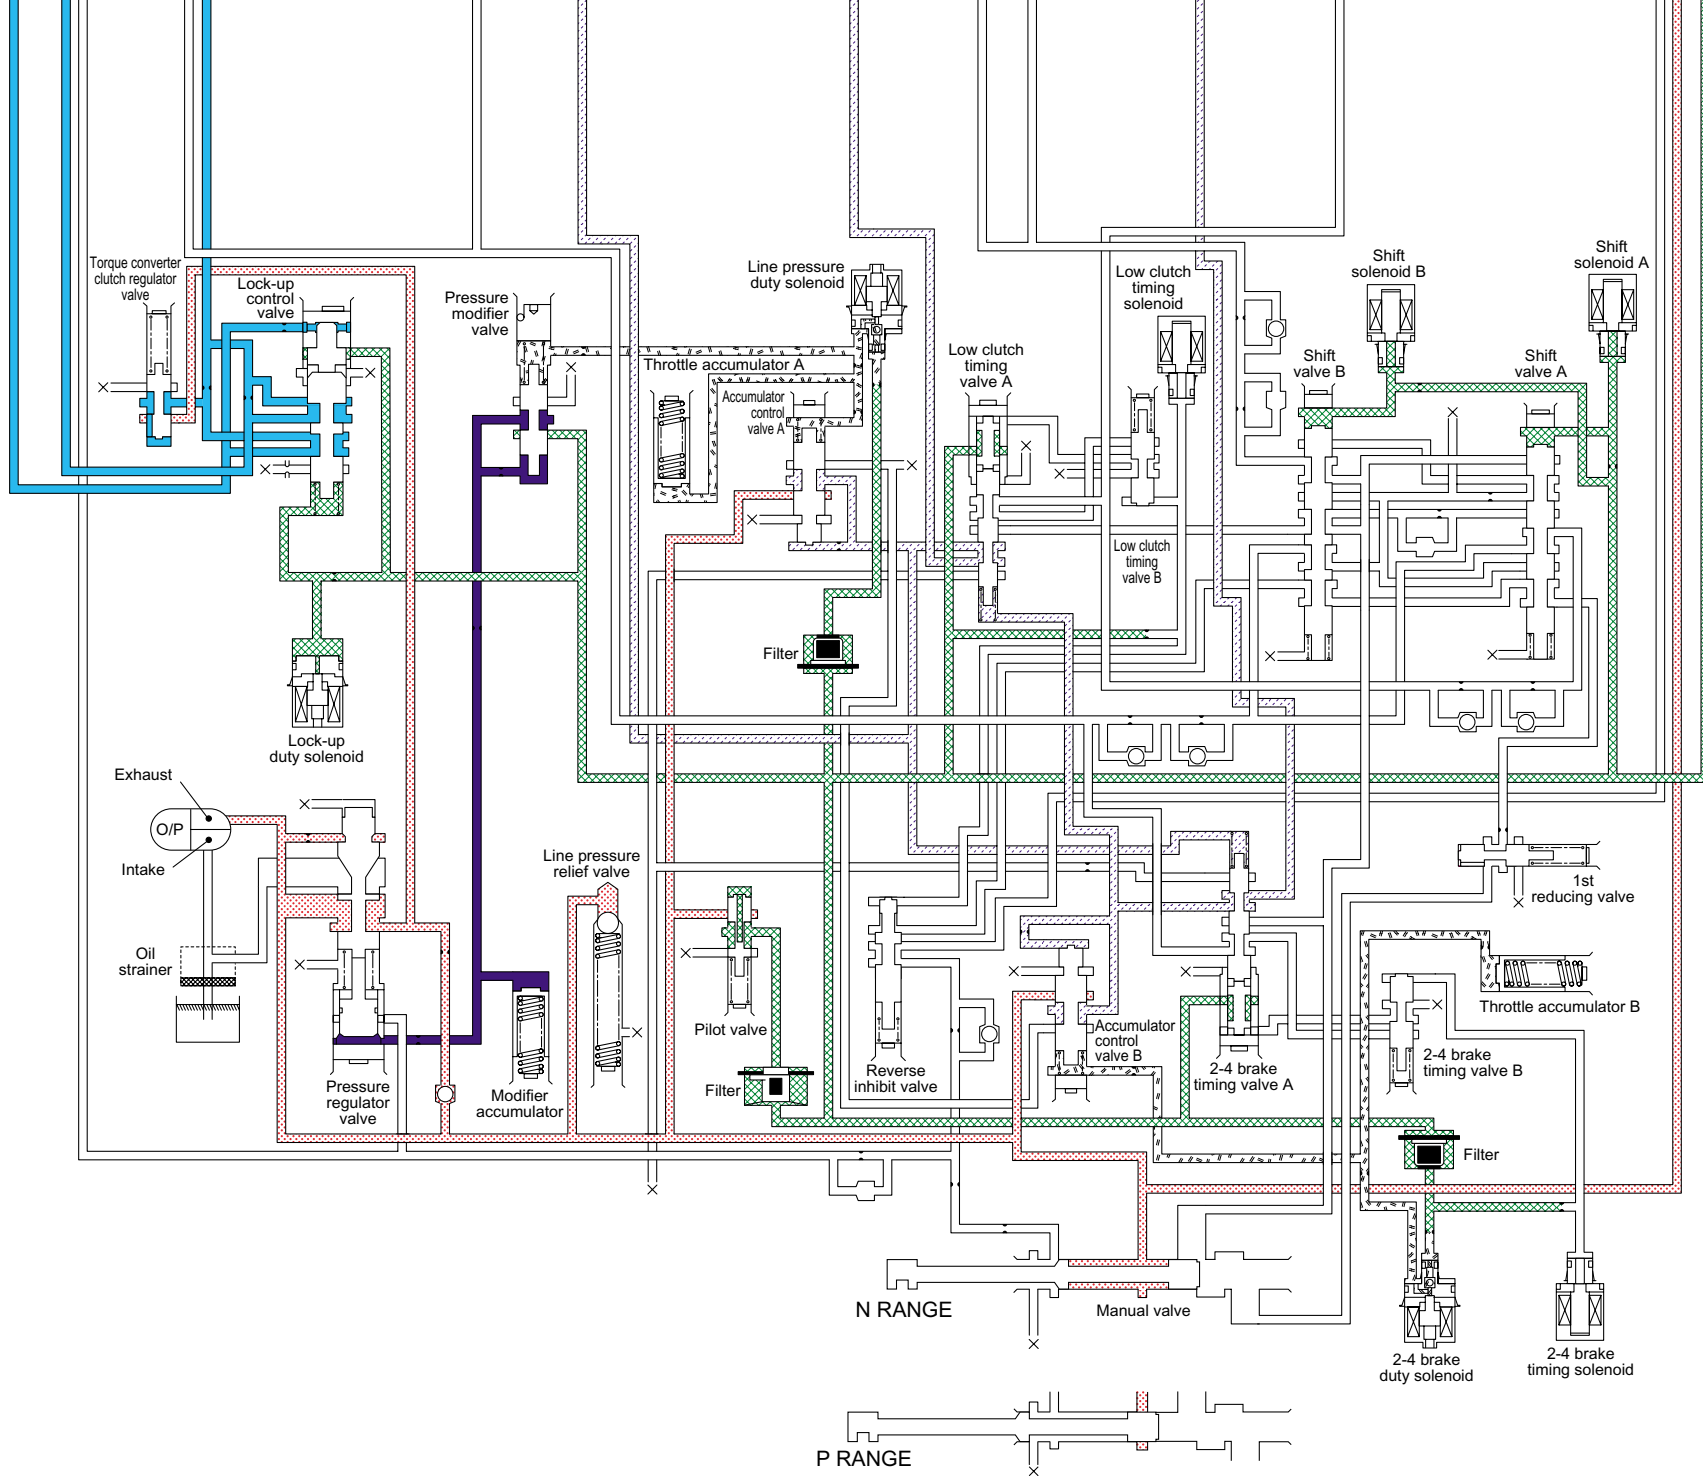 Torque converter
clutch regulator
valve
Lock-up
control
valve
Pressure
modifier
valve
Line pressure
duty solenoid
Throttle accumulator A
Accumulator
control
valve A
Low clutch
timing
valve A
Low clutch
timing
solenoid
Low clutch
timing
valve B
Shift
solenoid B
Shift
solenoid A
Shift
valve B
Shift
valve A
Filter
Lock-up
duty solenoid
Exhaust
O/P
Intake
Oil
strainer
Line pressure
relief valve
1st
reducing valve
Pilot valve
Filter
Pressure
regulator
valve
Modifier
accumulator
Reverse
inhibit valve
Accumulator
control
valve B
2-4 brake
timing valve A
2-4 brake
timing valve B
Throttle accumulator B
Filter
N RANGE
Manual valve
2-4 brake
duty solenoid
2-4 brake
timing solenoid
P RANGE